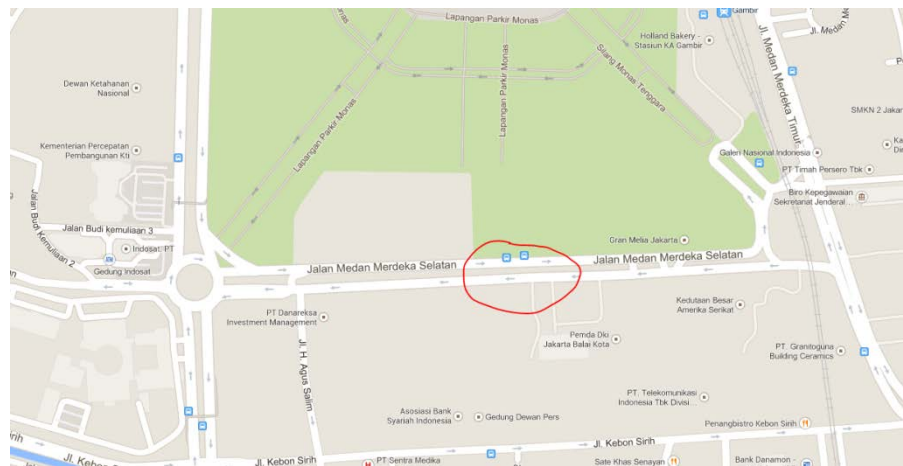 Lapangan Parkir Monas
Gambir
Jl. Medan M
Holland Bakery -
Stasiun KA Gambir
Jl. Medan Merdeka Timur
Silang Monas Tenggara
Lapangan Parkir Monas
Lapangan Parkir Monas
Dewan Ketahanan
Nasional
SMKN 2 Jakar
Kementerian Percepatan
Pembangunan Kti
Galeri Nasional Indonesia
Ka
Di
PT Timah Persero Tbk
Biro Kepegawaian
Sekretariat Jenderal...
Jalan Budi Kemuliaan 2
Jalan Budi kemuliaan 3
Indosat. PT
Gedung Indosat
Gran Melia Jakarta
Jalan Medan Merdeka Selatan
Jalan Medan Merdeka Selatan
PT Danareksa
Investment Management
Kedutaan Besar
Amerika Serikat
Pemda Dki
Jakarta Balai Kota
PT. Granitoguna
Building Ceramics
Jl. H. Agus Salim
PT. Telekomunikasi
Indonesia Tbk Divisi...
Asosiasi Bank
Syariah Indonesia
Gedung Dewan Pers
Penangbistro Kebon Sirih
Jl. Kebon Sirih
irih
Jl. Kebon
Sirih
PT Sentra Medika
Sate Khas Senayan
Bank Danamon -